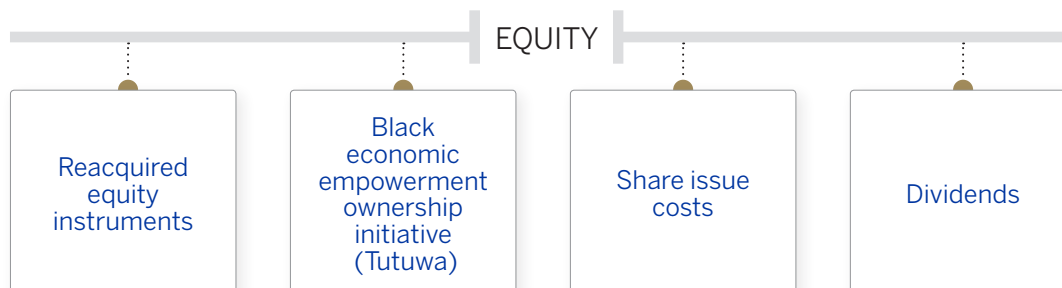 EQUITY
Reacquired
equity
instruments
Black
economic
empowerment
ownership
initiative
(Tutuwa)
Share issue
costs
Dividends